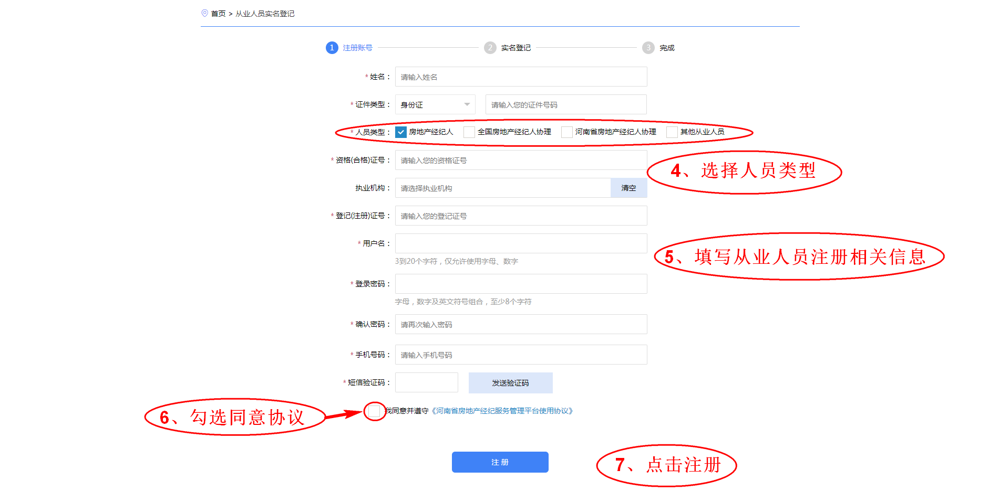 首页 > 从业人员实名登记
1 注册账号 2 实名登记 3 完成
* 姓名： 请输入姓名
* 证件类型： 身份证 请输入您的证件号码
* 人员类型： 房地产经纪人 全国房地产经纪人协理 河南省房地产经纪人协理 其他从业人员
* 资格(合格)证号： 请输入您的资格证号
4、选择人员类型
执业机构： 请选择执业机构 清空
* 登记(注册)证号： 请输入您的登记证号
* 用户名：
3到20个字符，仅允许使用字母、数字
5、填写从业人员注册相关信息
* 登录密码：
字母，数字及英文符号组合，至少8个字符
* 确认密码： 请再次输入密码
* 手机号码： 请输入手机号码
* 短信验证码： 发送验证码
6、勾选同意协议
我同意并遵守《河南省房地产经纪服务管理平台使用协议》
注 册
7、点击注册